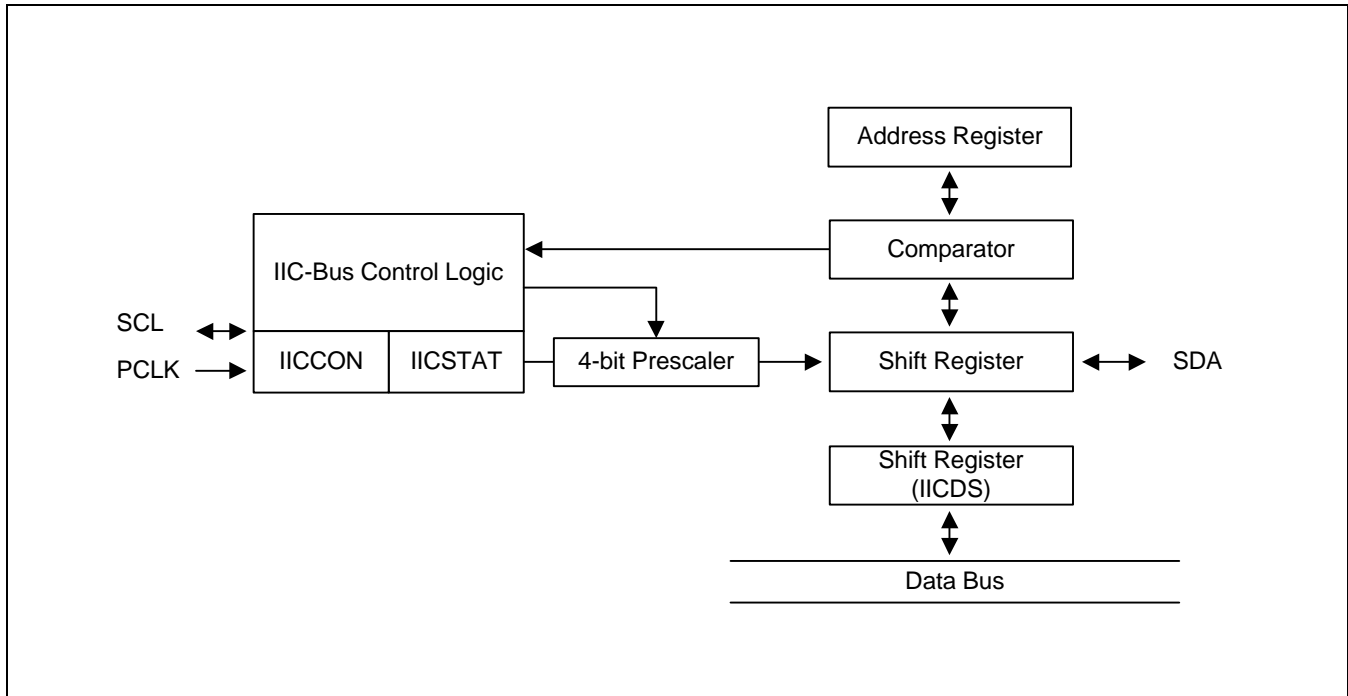 Address Register
Comparator
IIC-Bus Control Logic
SCL
PCLK
IICCON
IICSTAT
4-bit Prescaler
Shift Register
SDA
Shift Register
(IICDS)
Data Bus